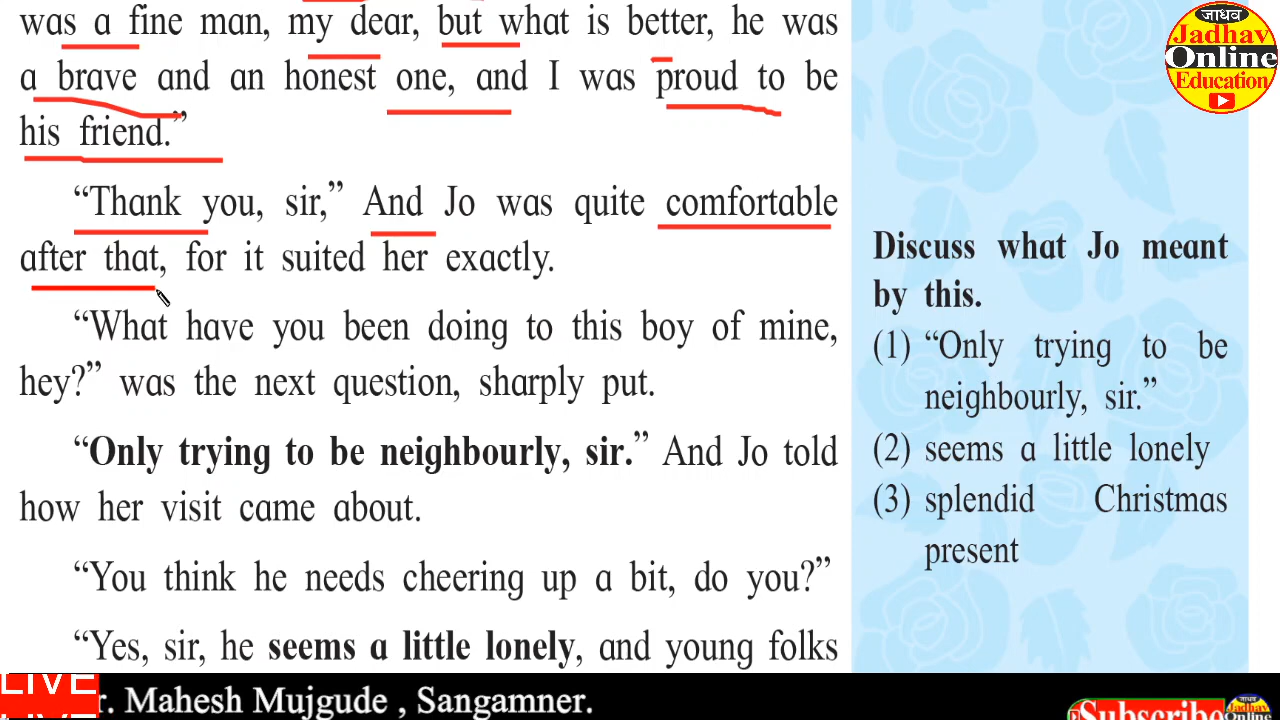 was a fine man, my dear, but what is better, he was
a brave and an honest one, and I was proud to be
his friend.”
“Thank you, sir,” And Jo was quite comfortable
after that, for it suited her exactly.
“What have you been doing to this boy of mine,
hey?” was the next question, sharply put.
“Only trying to be neighbourly, sir.” And Jo told
how her visit came about.
“You think he needs cheering up a bit, do you?”
“Yes, sir, he seems a little lonely, and young folks
Discuss what Jo meant
by this.
(1) “Only trying to be
neighbourly, sir.”
(2) seems a little lonely
(3) splendid Christmas
present
जाधव
Jadhav
Online
Education
LIVE
r. Mahesh Mujgude , Sangamner.
Subscribe
जाधव
Jadhav
Online